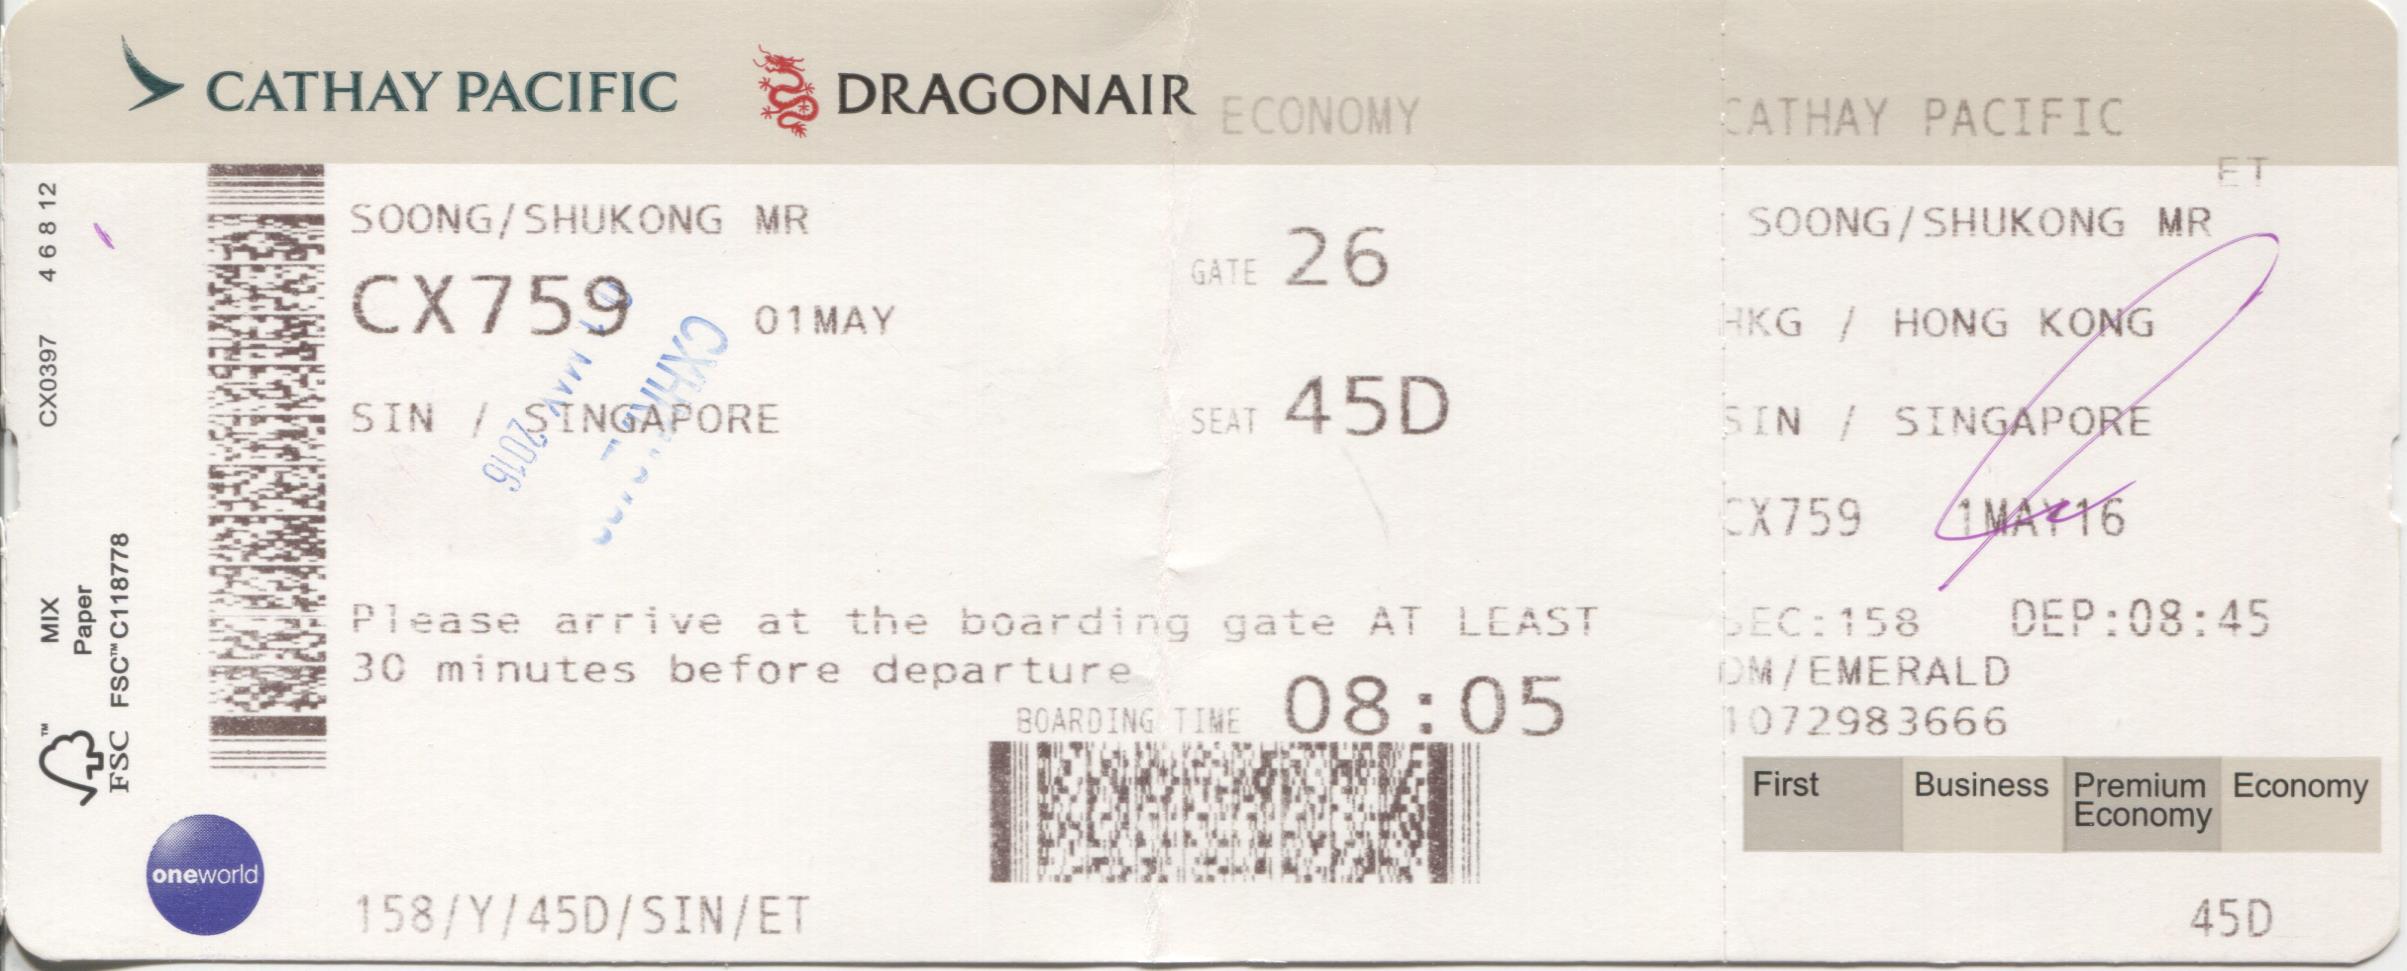 CATHAY PACIFIC DRAGONAIR ECONOMY
SOONG/SHUKONG MR
CX759 01MAY
SIN / SINGAPORE
GATE 26
SEAT 45D
Please arrive at the boarding gate AT LEAST
30 minutes before departure
BOARDING TIME 08:05
158/Y/45D/SIN/ET
MAY 2016
CX0397 46812
MIX
Paper
FSC™ C118778
FSC™
oneworld
CATHAY PACIFIC
ET
SOONG/SHUKONG MR
HKG / HONG KONG
SIN / SINGAPORE
CX759 1MAY16
SEC:158 DEP:08:45
DM/EMERALD
1072983666
First Business Premium Economy Economy
45D